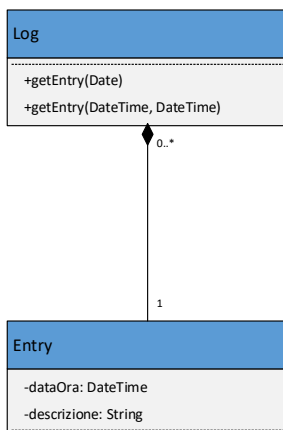 Log
+getEntry(Date)
+getEntry(DateTime, DateTime)
0..*
1
Entry
-dataOra: DateTime
-descrizione: String